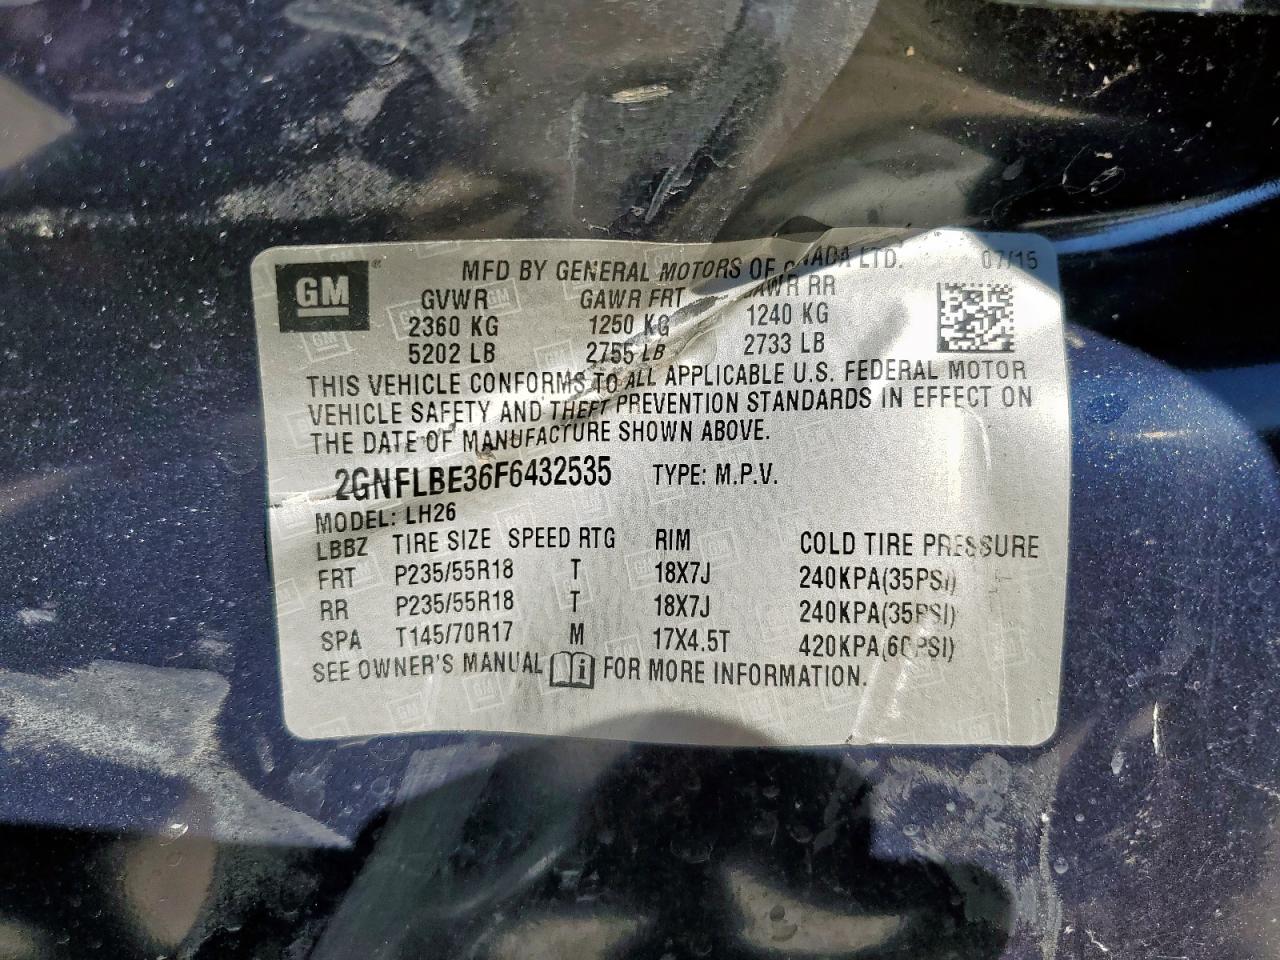 GM
MFD BY GENERAL MOTORS OF CANADA LTD. 07/15
GVWR GAWR FRT GAWR RR
2360 KG 1250 KG 1240 KG
5202 LB 2755 LB 2733 LB
THIS VEHICLE CONFORMS TO ALL APPLICABLE U.S. FEDERAL MOTOR
VEHICLE SAFETY AND THEFT PREVENTION STANDARDS IN EFFECT ON
THE DATE OF MANUFACTURE SHOWN ABOVE.
2GNFLBE36F6432535 TYPE: M.P.V.
MODEL: LH26
LBBZ TIRE SIZE SPEED RTG RIM COLD TIRE PRESSURE
FRT P235/55R18 T 18X7J 240KPA(35PSI)
RR P235/55R18 T 18X7J 240KPA(35PSI)
SPA T145/70R17 M 17X4.5T 420KPA(60PSI)
SEE OWNER'S MANUAL FOR MORE INFORMATION.